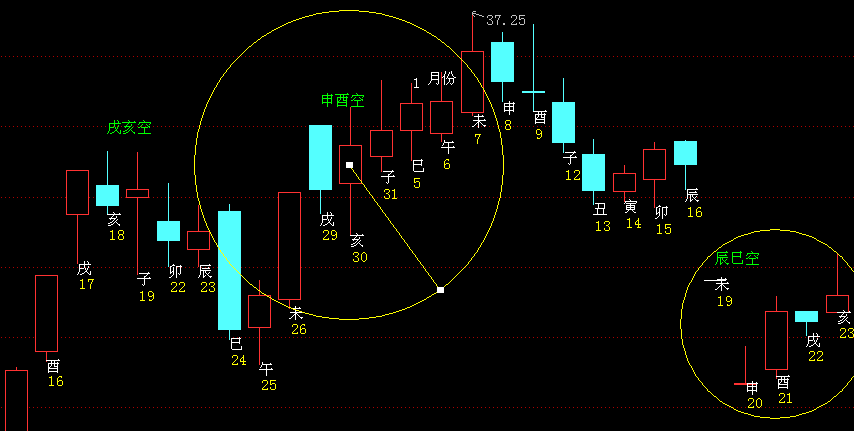 37.25
1 月份
申酉空
戌亥空
未
7
申
8
酉
9
午
6
巳
5
子
31
子
12
亥
30
戌
29
丑
13
寅
14
卯
15
辰
16
亥
18
戌
17
子
19
卯
22
辰
23
未
26
巳
24
午
25
酉
16
辰巳空
未
19
亥
23
戌
22
酉
21
申
20